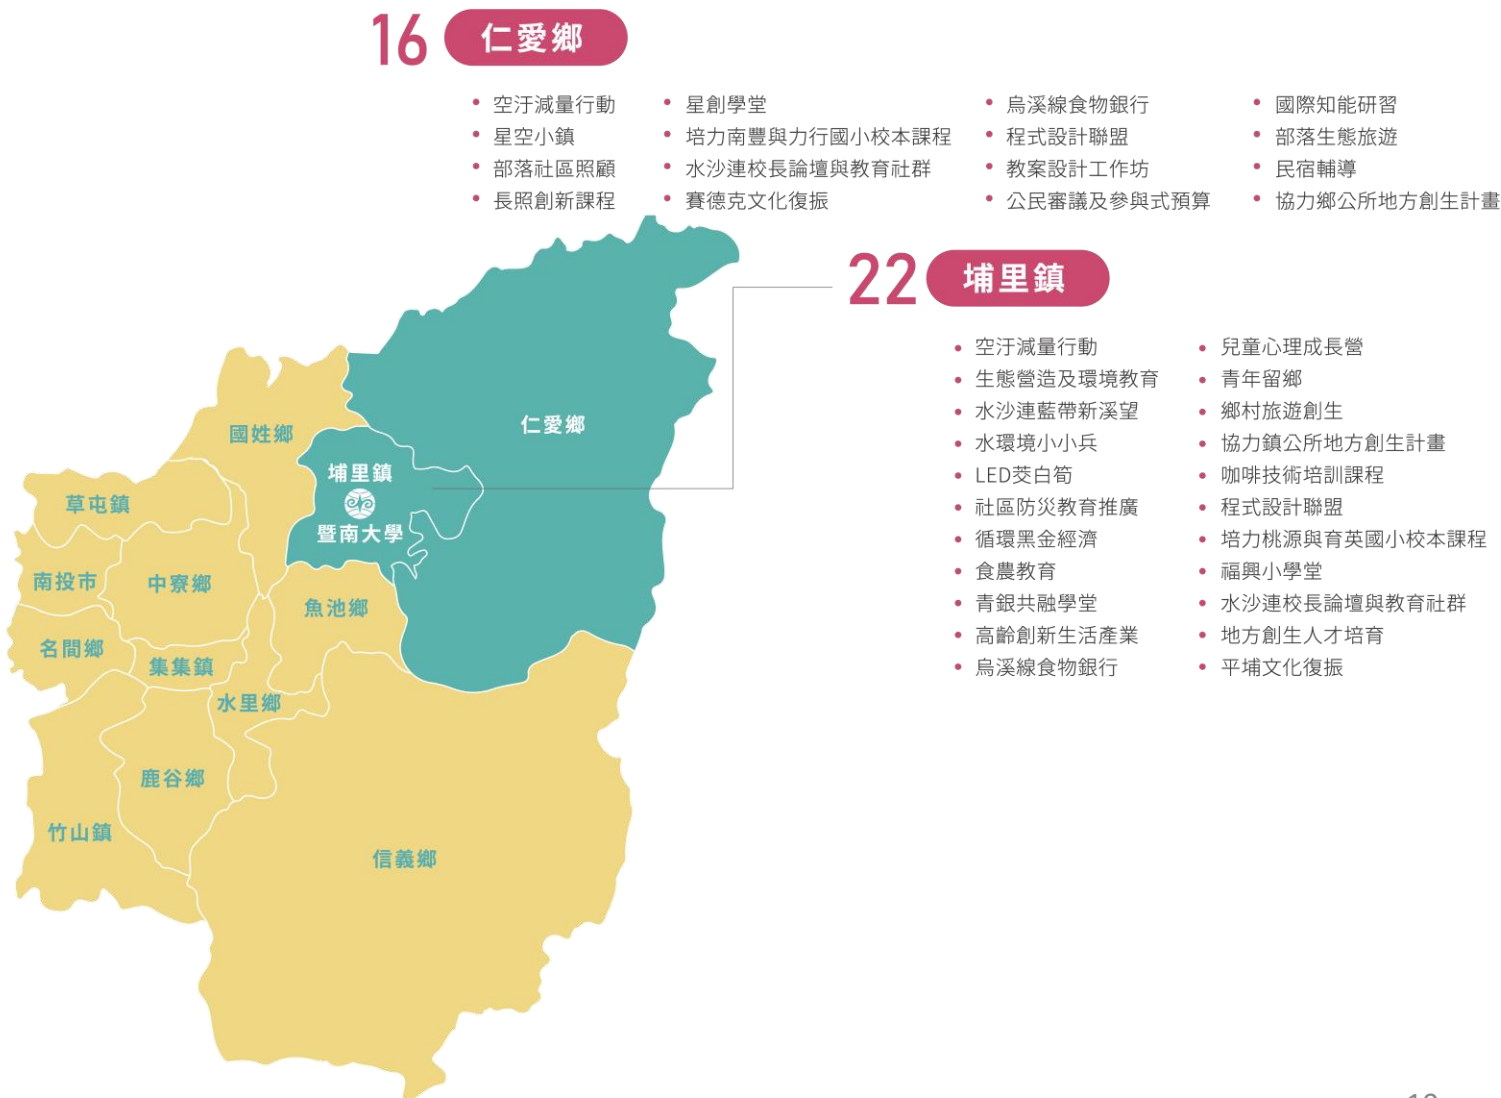 16 仁愛鄉
空汙減量行動
星空小鎮
部落社區照顧
長照創新課程
星創學堂
培力南豐與力行國小校本課程
水沙連校長論壇與教育社群
賽德克文化復振
烏溪線食物銀行
程式設計聯盟
教案設計工作坊
公民審議及參與式預算
國際知能研習
部落生態旅遊
民宿輔導
協力鄉公所地方創生計畫
22 埔里鎮
空汙減量行動
生態營造及環境教育
水沙連藍帶新溪望
水環境小小兵
LED茭白筍
社區防災教育推廣
循環黑金經濟
食農教育
青銀共融學堂
高齡創新生活產業
烏溪線食物銀行
兒童心理成長營
青年留鄉
鄉村旅遊創生
協力鎮公所地方創生計畫
咖啡技術培訓課程
程式設計聯盟
培力桃源與育英國小校本課程
福興小學堂
水沙連校長論壇與教育社群
地方創生人才培育
平埔文化復振
仁愛鄉
國姓鄉
埔里鎮
暨南大學
草屯鎮
南投市
中寮鄉
魚池鄉
名間鄉
集集鎮
水里鄉
鹿谷鄉
竹山鎮
信義鄉